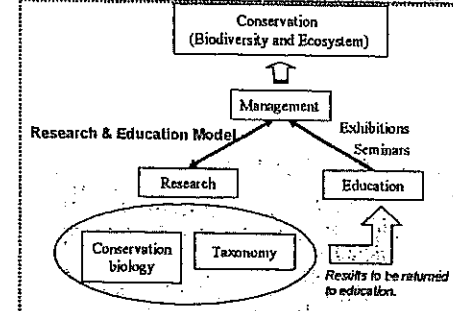 Conservation
(Biodiversity and Ecosystem)
Management
Research & Education Model
Exhibitions
Seminars
Research
Education
Conservation
biology
Taxonomy
Results to be returned
to education.